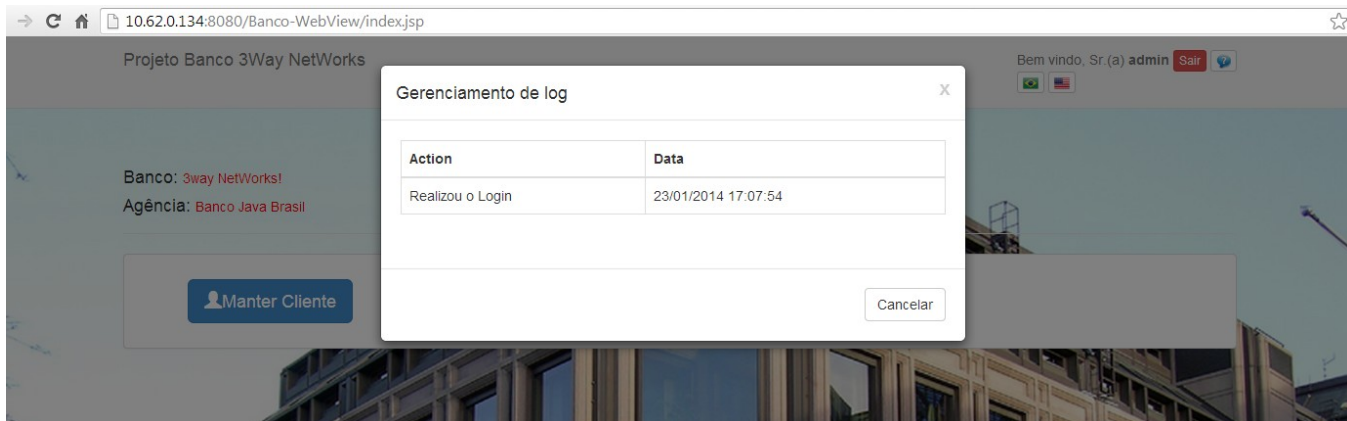 10.62.0.134:8080/Banco-WebView/index.jsp
Projeto Banco 3Way NetWorks
Bem vindo, Sr.(a) admin Sair
Gerenciamento de log X
Action Data
Realizou o Login 23/01/2014 17:07:54
Banco: 3way NetWorks!
Agência: Banco Java Brasil
Manter Cliente
Cancelar